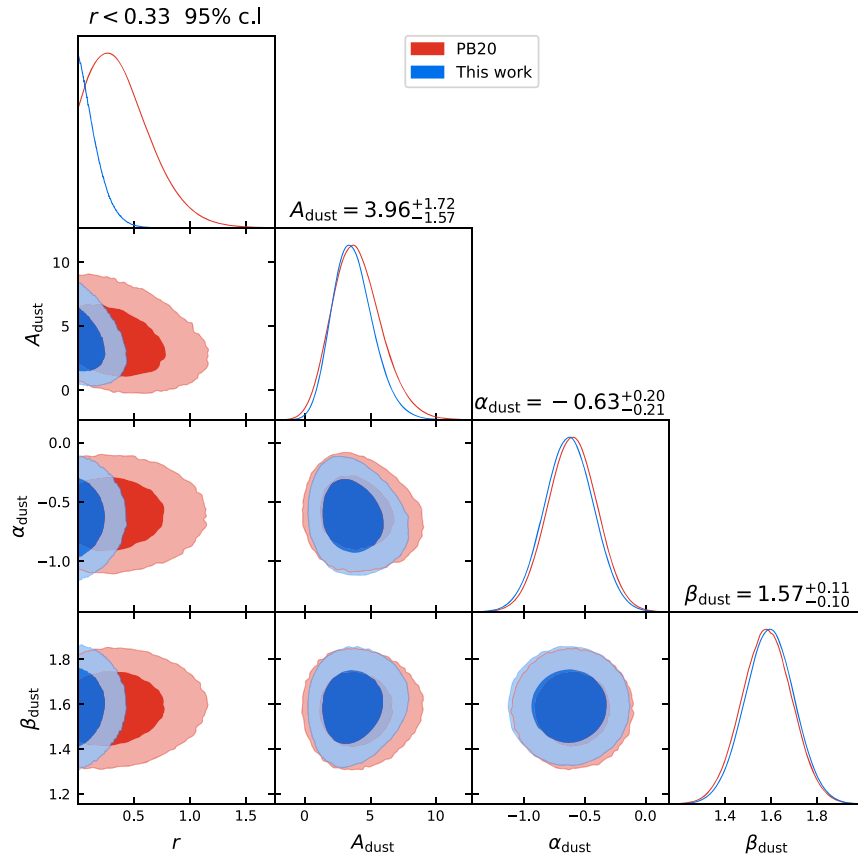 r < 0.33 95% c.l
PB20
This work
A_dust = 3.96^{+1.72}_{-1.57}
10
5
0
A_dust
α_dust = −0.63^{+0.20}_{-0.21}
0.0
−0.5
−1.0
α_dust
β_dust = 1.57^{+0.11}_{-0.10}
1.8
1.6
1.4
1.2
β_dust
0.5 1.0 1.5
0 5 10
−1.0 −0.5 0.0
1.4 1.6 1.8
r A_dust α_dust β_dust